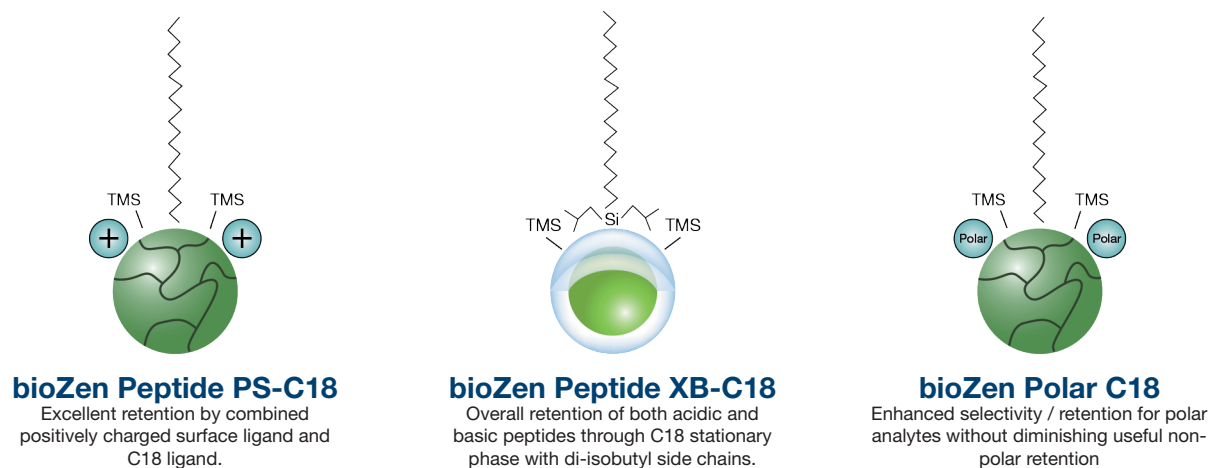 TMS TMS
+ +
bioZen Peptide PS-C18
Excellent retention by combined
positively charged surface ligand and
C18 ligand.
Si
TMS TMS
bioZen Peptide XB-C18
Overall retention of both acidic and
basic peptides through C18 stationary
phase with di-isobutyl side chains.
TMS TMS
Polar Polar
bioZen Polar C18
Enhanced selectivity / retention for polar
analytes without diminishing useful non-
polar retention